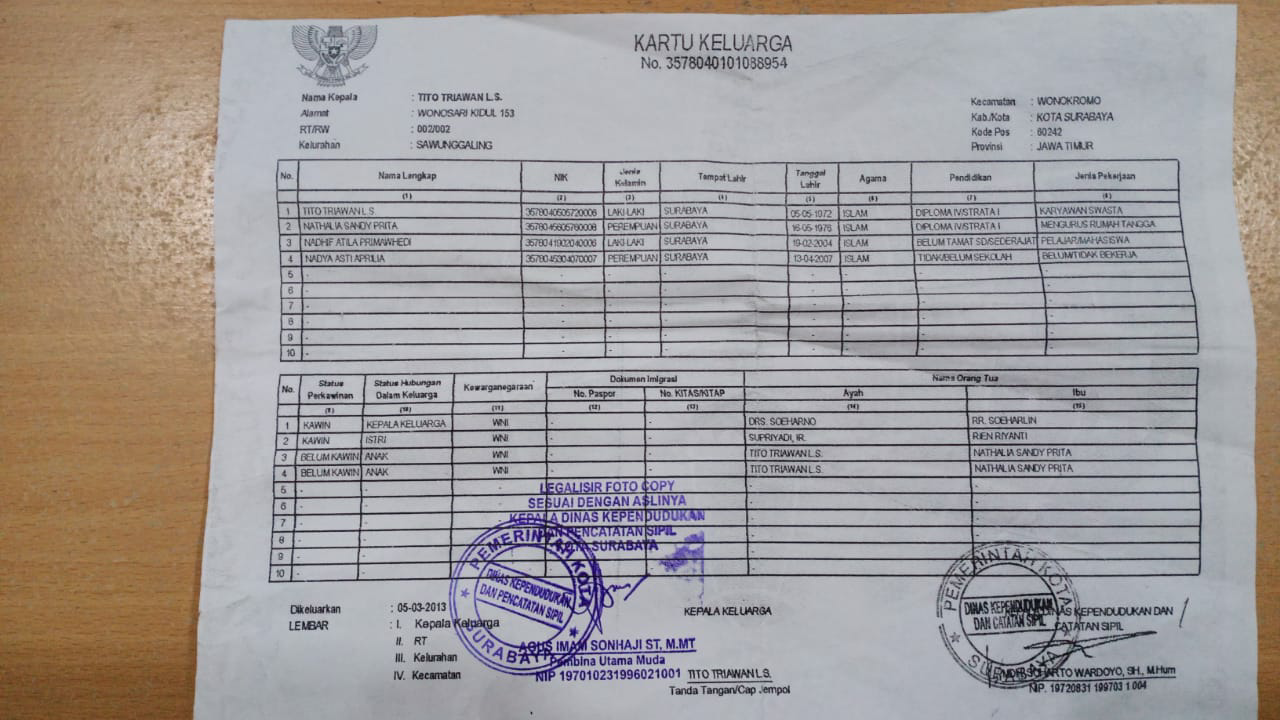 KARTU KELUARGA
No. 3578040101088954
Nama Kepala : TITO TRIAWAN L.S.
Alamat : WONOSARI KIDUL 153
RT/RW : 002/002
Kelurahan : SAWUNGGALING
Kecamatan : WONOKROMO
Kab./Kota : KOTA SURABAYA
Kode Pos : 60242
Provinsi : JAWA TIMUR
No. Nama Lengkap NIK Jenis Kelamin Tempat Lahir Tanggal Lahir Agama Pendidikan Jenis Pekerjaan
(1) (2) (3) (4) (5) (6) (7) (8)
1 TITO TRIAWAN L.S. 3578040505720006 LAKI-LAKI SURABAYA 05-05-1972 ISLAM DIPLOMA IV/STRATA I KARYAWAN SWASTA
2 NATHALIA SANDY PRITA 3578045605760008 PEREMPUAN SURABAYA 16-05-1976 ISLAM DIPLOMA IV/STRATA I MENGURUS RUMAH TANGGA
3 NADHIF ATILA PRIMAWHEDI 3578041902040006 LAKI-LAKI SURABAYA 19-02-2004 ISLAM BELUM TAMAT SD/SEDERAJAT PELAJAR/MAHASISWA
4 NADYA ASTI APRILIA 3578045304070007 PEREMPUAN SURABAYA 13-04-2007 ISLAM TIDAK/BELUM SEKOLAH BELUM/TIDAK BEKERJA
5 - - - - - - - -
6 - - - - - - - -
7 - - - - - - - -
8 - - - - - - - -
9 - - - - - - - -
10 - - - - - - - -
No. Status Perkawinan Status Hubungan Dalam Keluarga Kewarganegaraan Dokumen Imigrasi Nama Orang Tua
No. Paspor No. KITAS/KITAP Ayah Ibu
(9) (10) (11) (12) (13) (14) (15)
1 KAWIN KEPALA KELUARGA WNI - - DRS. SOEHARNO RR. SOEHARLIN
2 KAWIN ISTRI WNI - - SUPRIYADI, IR. RIEN RIYANTI
3 BELUM KAWIN ANAK WNI - - TITO TRIAWAN L.S. NATHALIA SANDY PRITA
4 BELUM KAWIN ANAK WNI - - TITO TRIAWAN L.S. NATHALIA SANDY PRITA
5 - - - - - - -
6 - - - - - - -
7 - - - - - - -
8 - - - - - - -
9 - - - - - - -
10 - - - - - - -
LEGALISIR FOTO COPY
SESUAI DENGAN ASLINYA
KEPALA DINAS KEPENDUDUKAN
DAN PENCATATAN SIPIL
KOTA SURABAYA
PEMERINTAH KOTA
DINAS KEPENDUDUKAN
DAN PENCATATAN SIPIL
SURABAYA
AGUS IMAM SONHAJI ST, M.MT
Pembina Utama Muda
NIP 197010231996021001
Dikeluarkan : 05-03-2013
LEMBAR : I. Kepala Keluarga
II. RT
III. Kelurahan
IV. Kecamatan
KEPALA KELUARGA
TITO TRIAWAN L.S.
Tanda Tangan/Cap Jempol
DINAS KEPENDUDUKAN DAN
CATATAN SIPIL
PEMERINTAH KOTA
DINAS KEPENDUDUKAN
DAN CATATAN SIPIL
SURABAYA
SOHARTO WARDOYO, SH., M.Hum
NIP. 19720831 199703 1 004